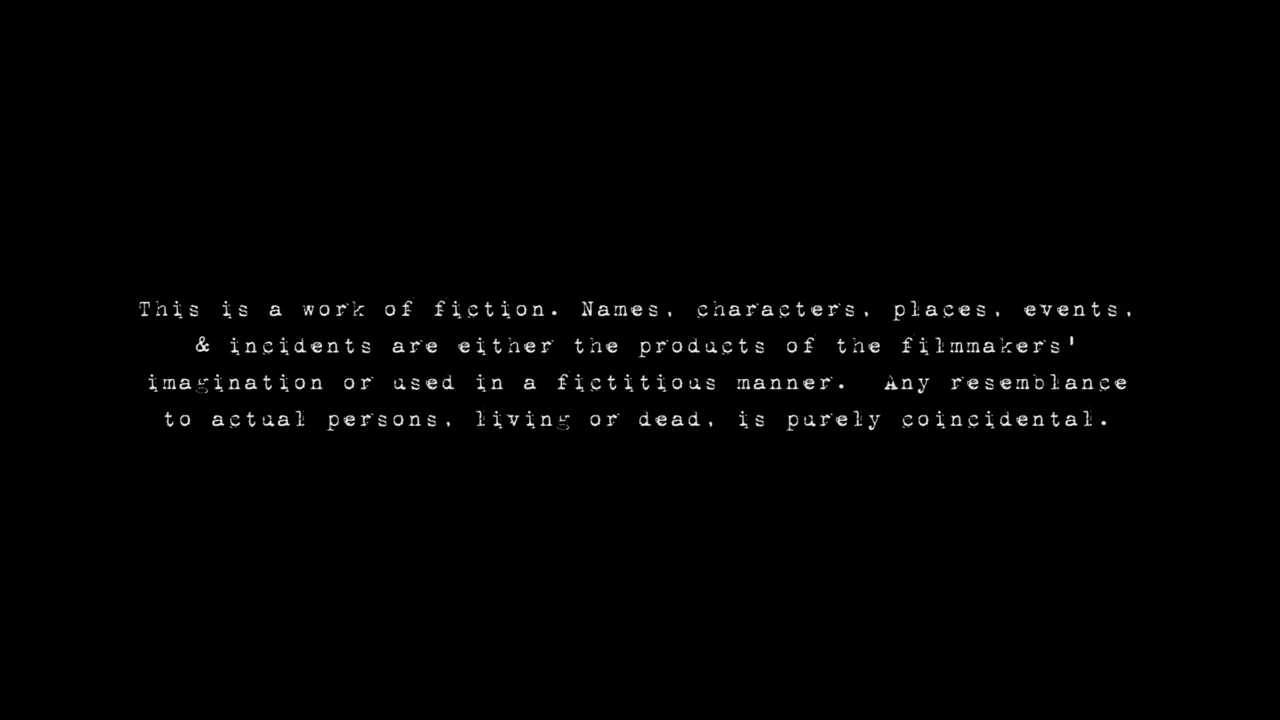 This is a work of fiction. Names, characters, places, events,
& incidents are either the products of the filmmakers'
imagination or used in a fictitious manner.  Any resemblance
to actual persons, living or dead, is purely coincidental.